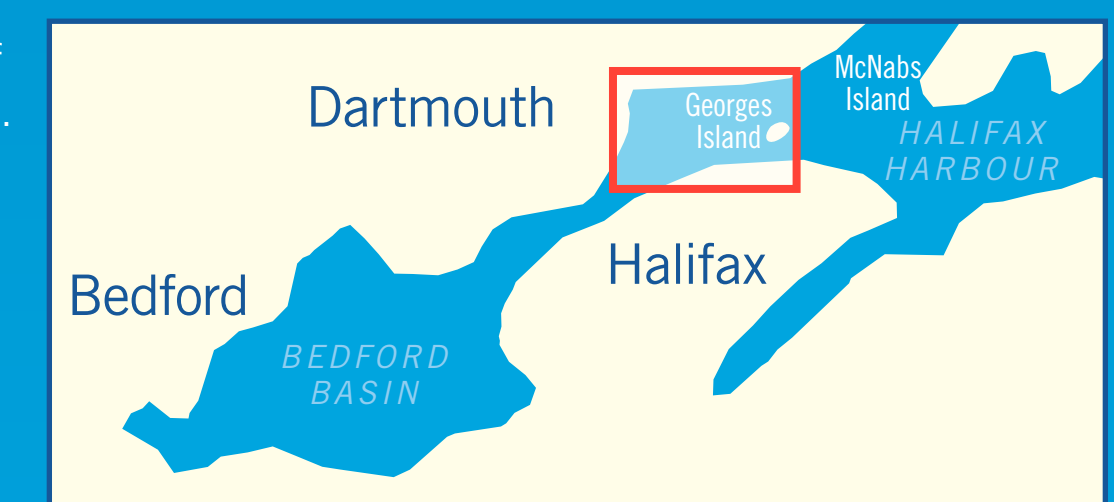 McNabs
Island
Dartmouth
Georges
Island
HALIFAX
HARBOUR
Halifax
Bedford
BEDFORD
BASIN